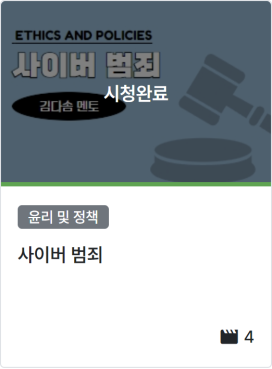 ETHICS AND POLICIES
사이버 범죄
시청완료
김다솜 멘토
윤리 및 정책
사이버 범죄
4